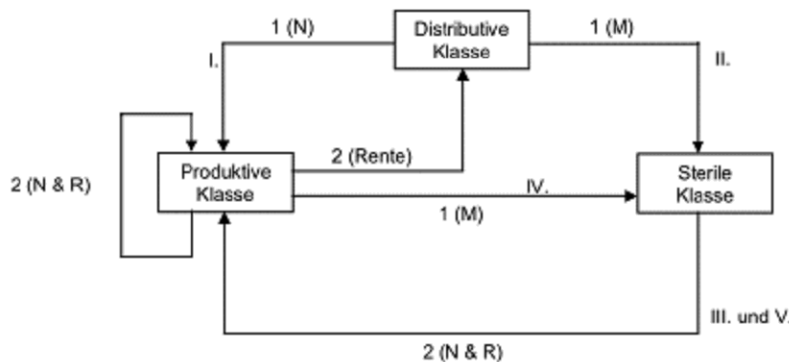 1 (N)
Distributive
Klasse
1 (M)
I.
II.
2 (N & R)
Produktive
Klasse
2 (Rente)
IV.
1 (M)
Sterile
Klasse
III. und V.
2 (N & R)